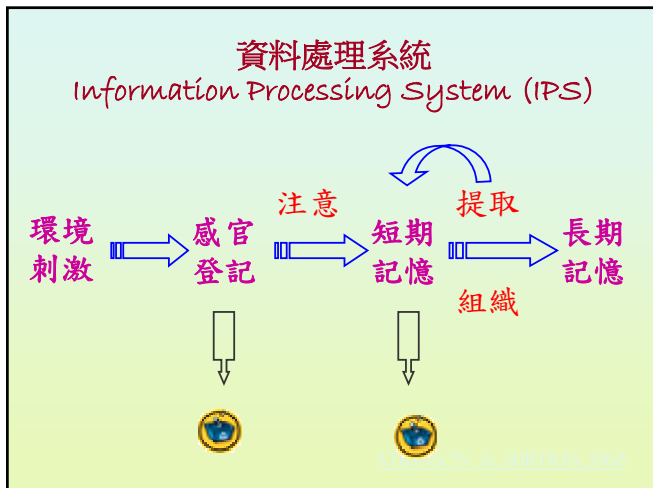 資料處理系統
Information Processing System (IPS)
注意
提取
環境
刺激
感官
登記
短期
記憶
長期
記憶
組織